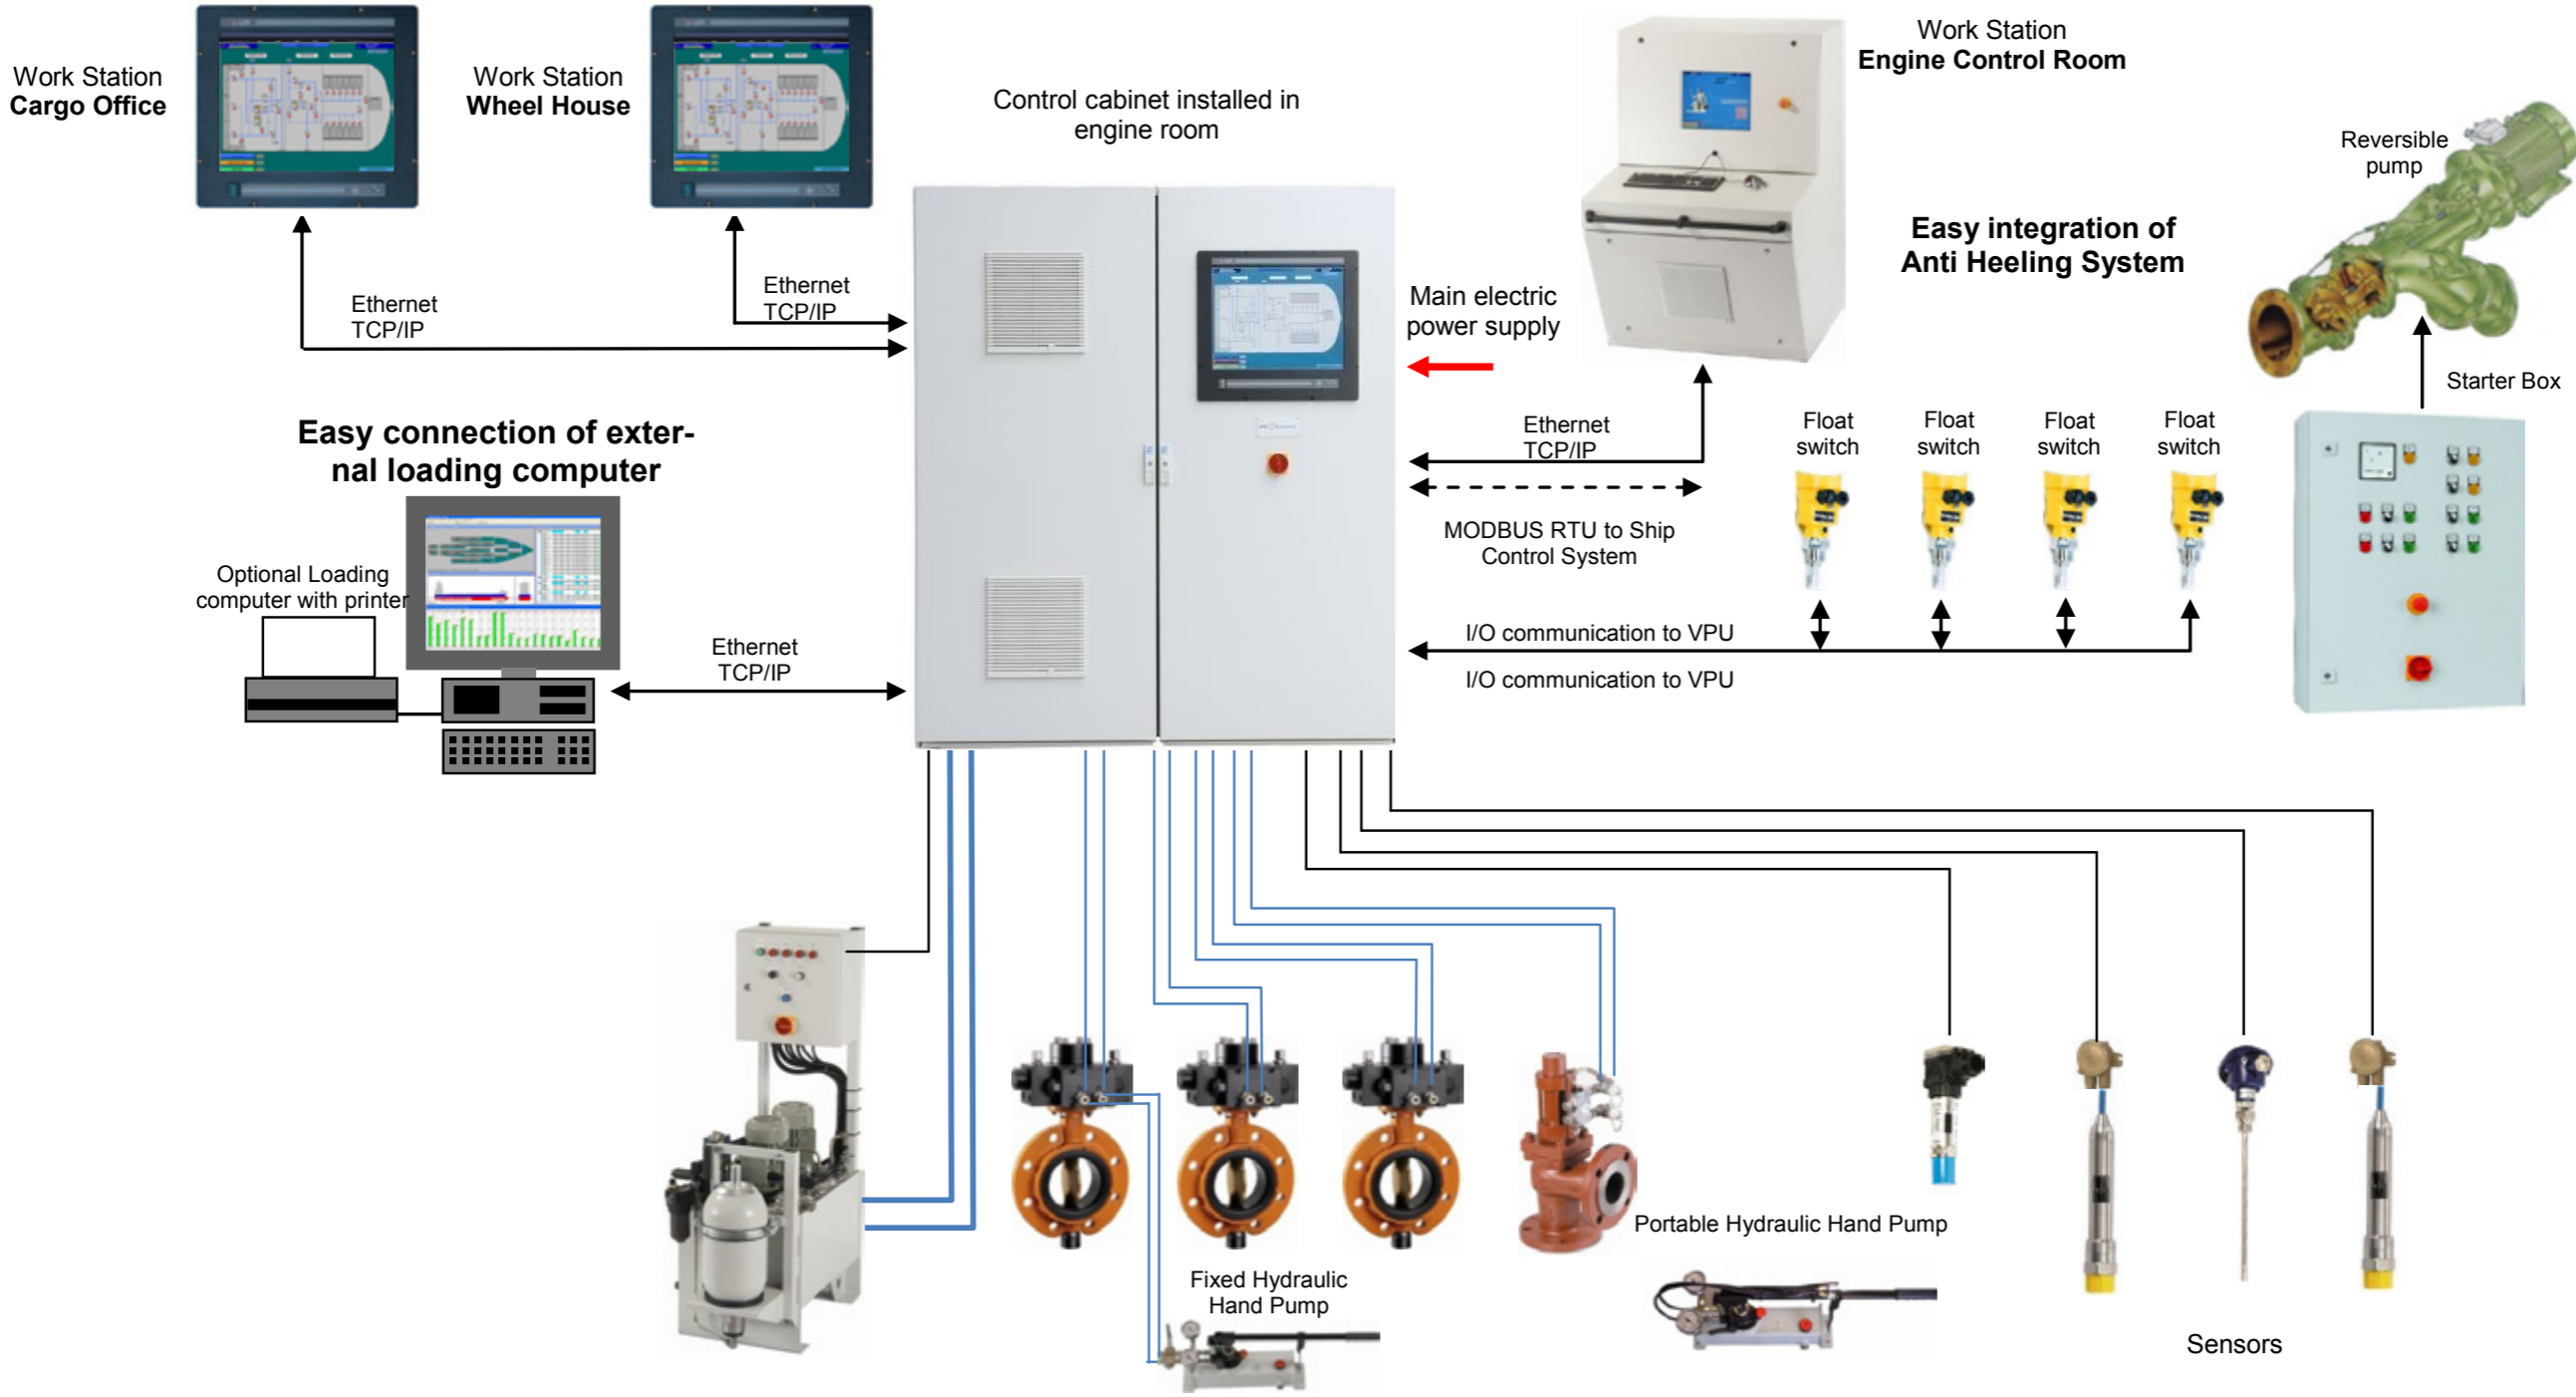 Work Station
Cargo Office
Work Station
Wheel House
Control cabinet installed in
engine room
Work Station
Engine Control Room
Reversible
pump
Easy integration of
Anti Heeling System
Ethernet
TCP/IP
Ethernet
TCP/IP
Main electric
power supply
Starter Box
Easy connection of exter-
nal loading computer
Ethernet
TCP/IP
Float
switch
Float
switch
Float
switch
Float
switch
MODBUS RTU to Ship
Control System
Optional Loading
computer with printer
Ethernet
TCP/IP
I/O communication to VPU
I/O communication to VPU
Portable Hydraulic Hand Pump
Fixed Hydraulic
Hand Pump
Sensors